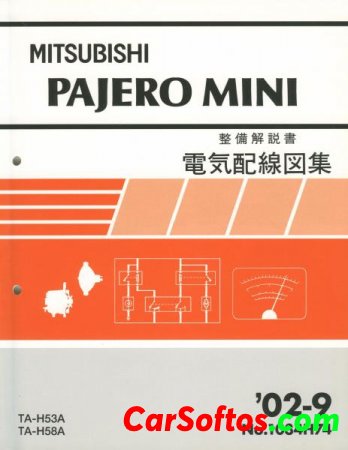 MITSUBISHI
PAJERO MINI
整備解説書
電気配線図集
'02-9
TA-H53A
TA-H58A
CarSoftos.com